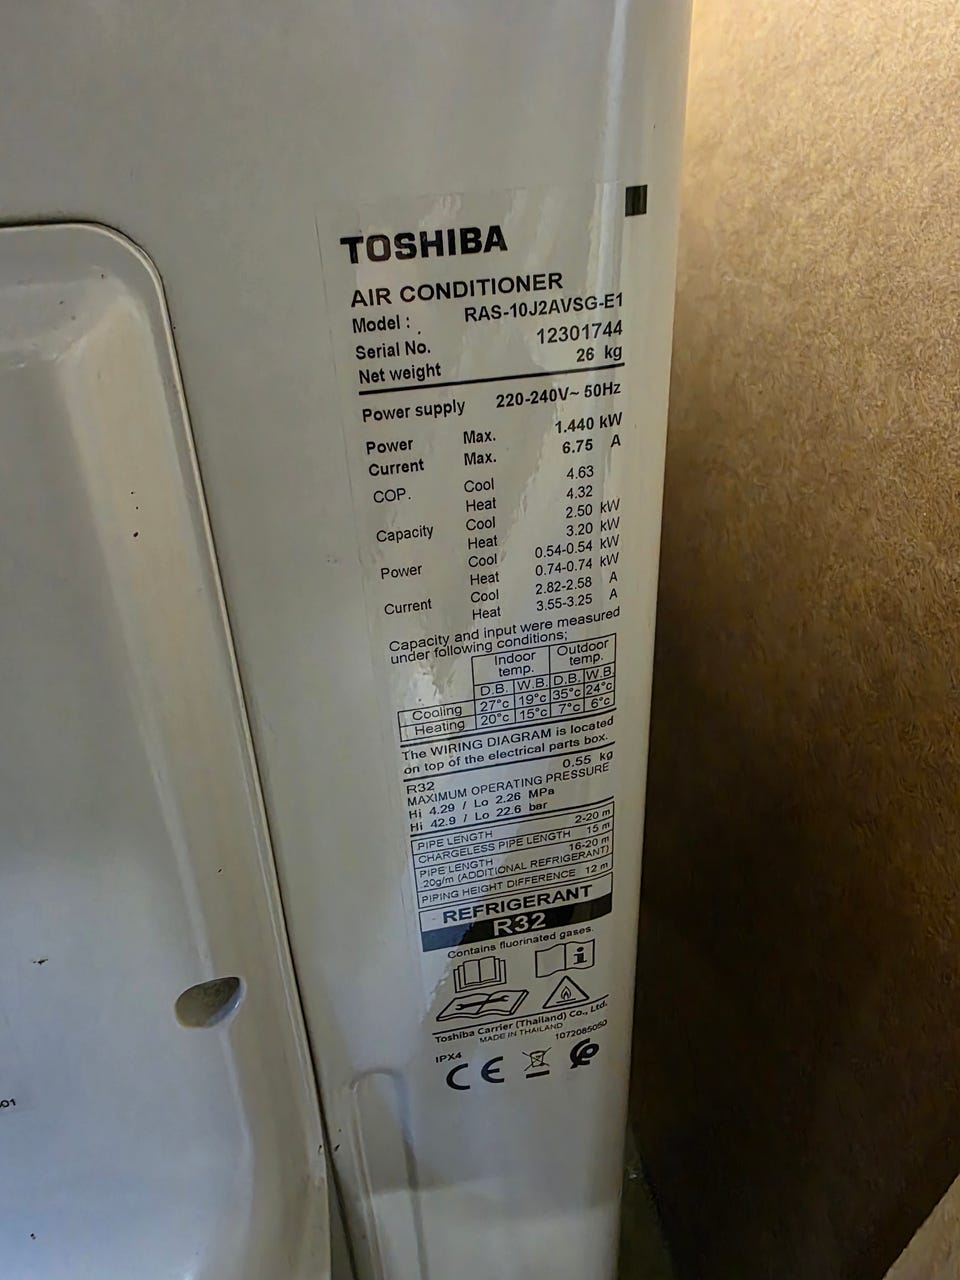 TOSHIBA
AIR CONDITIONER
Model : RAS-10J2AVSG-E1
Serial No. 12301744
Net weight 26 kg
Power supply 220-240V~ 50Hz
Power Max. 1.440 kW
Current Max. 6.75 A
COP. Cool 4.63
Heat 4.32
Capacity Cool 2.50 kW
Heat 3.20 kW
Power Cool 0.54-0.54 kW
Heat 0.74-0.74 kW
Current Cool 2.82-2.58 A
Heat 3.55-3.25 A
Capacity and input were measured
under following conditions;
Indoor temp. Outdoor temp.
D.B. W.B. D.B. W.B.
Cooling 27°c 19°c 35°c 24°c
Heating 20°c 15°c 7°c 6°c
The WIRING DIAGRAM is located
on top of the electrical parts box.
R32 0.55 kg
MAXIMUM OPERATING PRESSURE
Hi 4.29 / Lo 2.26 MPa
Hi 42.9 / Lo 22.6 bar
PIPE LENGTH 2-20 m
CHARGELESS PIPE LENGTH 15 m
PIPE LENGTH 16-20 m
20g/m (ADDITIONAL REFRIGERANT)
PIPING HEIGHT DIFFERENCE 12 m
REFRIGERANT
R32
Contains fluorinated gases.
i
Toshiba Carrier (Thailand) Co., Ltd.
MADE IN THAILAND
IPX4 1072085050
CE
01